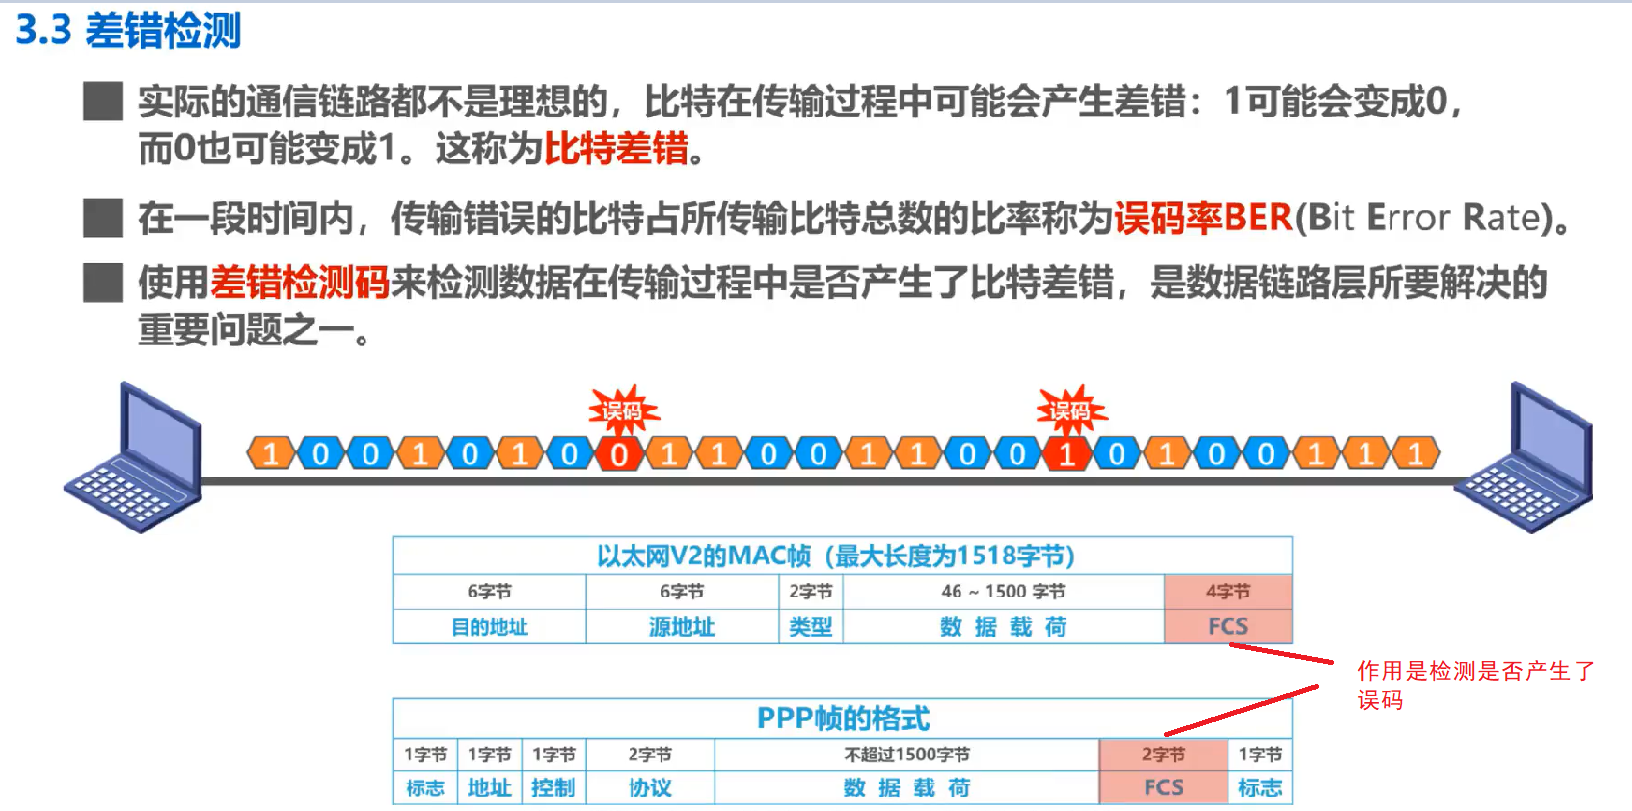 3.3 差错检测
实际的通信链路都不是理想的，比特在传输过程中可能会产生差错：1可能会变成0，
而0也可能变成1。这称为比特差错。
在一段时间内，传输错误的比特占所传输比特总数的比率称为误码率BER(Bit Error Rate)。
使用差错检测码来检测数据在传输过程中是否产生了比特差错，是数据链路层所要解决的
重要问题之一。
误码 误码
1 0 0 1 0 1 0 0 1 1 0 0 1 1 0 0 1 0 1 0 0 1 1 1
以太网V2的MAC帧（最大长度为1518字节)
6字节 6字节 2字节 46 ~ 1500 字节 4字节
目的地址 源地址 类型 数 据 载 荷 FCS
作用是检测是否产生了
误码
PPP帧的格式
1字节 1字节 1字节 2字节 不超过1500字节 2字节 1字节
标志 地址 控制 协议 数 据 载 荷 FCS 标志